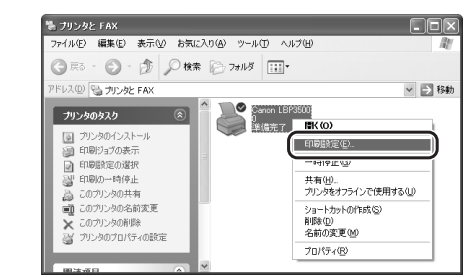 プリンタと FAX
ファイル(F) 編集(E) 表示(V) お気に入り(A) ツール(T) ヘルプ(H)
戻る 検索 フォルダ
アドレス(D) プリンタと FAX 移動
プリンタのタスク
プリンタのインストール
印刷ジョブの表示
印刷設定の選択
印刷の一時停止
このプリンタの共有
このプリンタの名前変更
このプリンタの削除
プリンタのプロパティの設定
関連項目
Canon LBP3500
0
準備完了
開く(O)
印刷設定(E)...
一時停止(G)
共有(H)...
プリンタをオフラインで使用する(U)
ショートカットの作成(S)
削除(D)
名前の変更(M)
プロパティ(R)